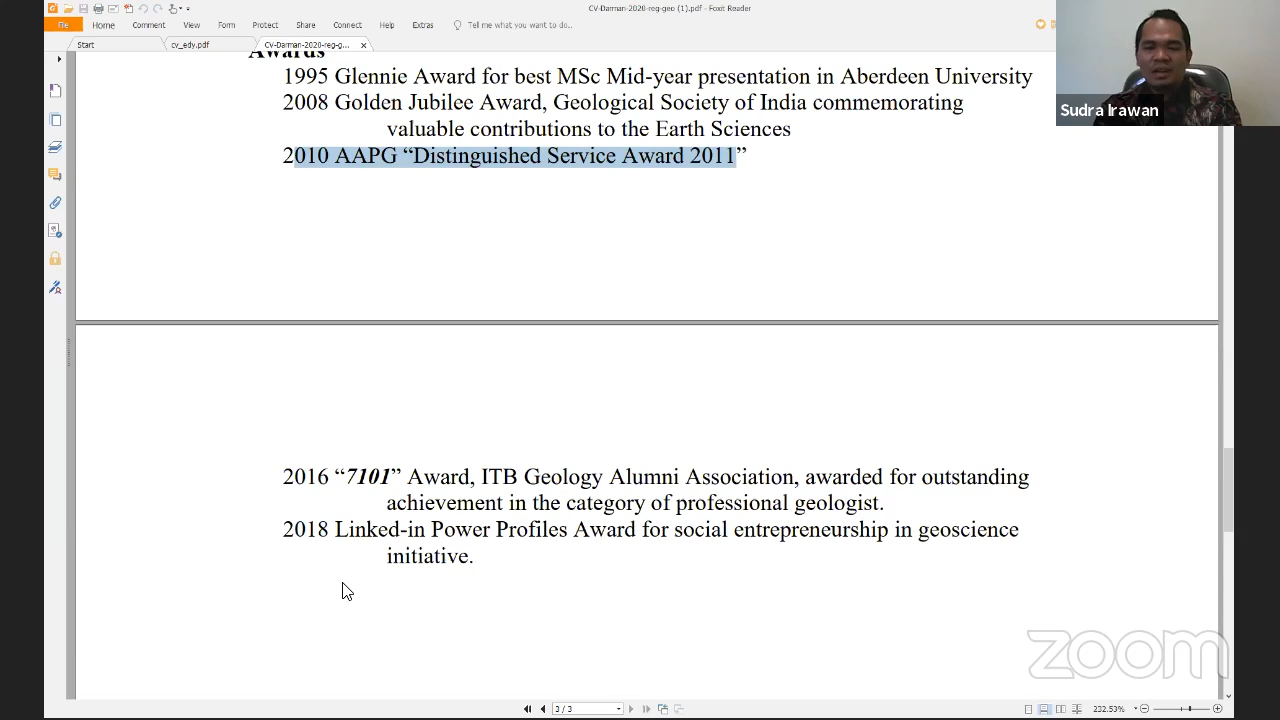 CV-Darman-2020-reg-geo (1).pdf - Foxit Reader
File Home Comment View Form Protect Share Connect Help Extras Tell me what you want to do..
Start cv_edy.pdf CV-Darman-2020-reg-g...
Awards
1995 Glennie Award for best MSc Mid-year presentation in Aberdeen University
2008 Golden Jubilee Award, Geological Society of India commemorating
valuable contributions to the Earth Sciences
2010 AAPG “Distinguished Service Award 2011”
Sudra Irawan
2016 “7101” Award, ITB Geology Alumni Association, awarded for outstanding
achievement in the category of professional geologist.
2018 Linked-in Power Profiles Award for social entrepreneurship in geoscience
initiative.
zoom
3 / 3
232.53%